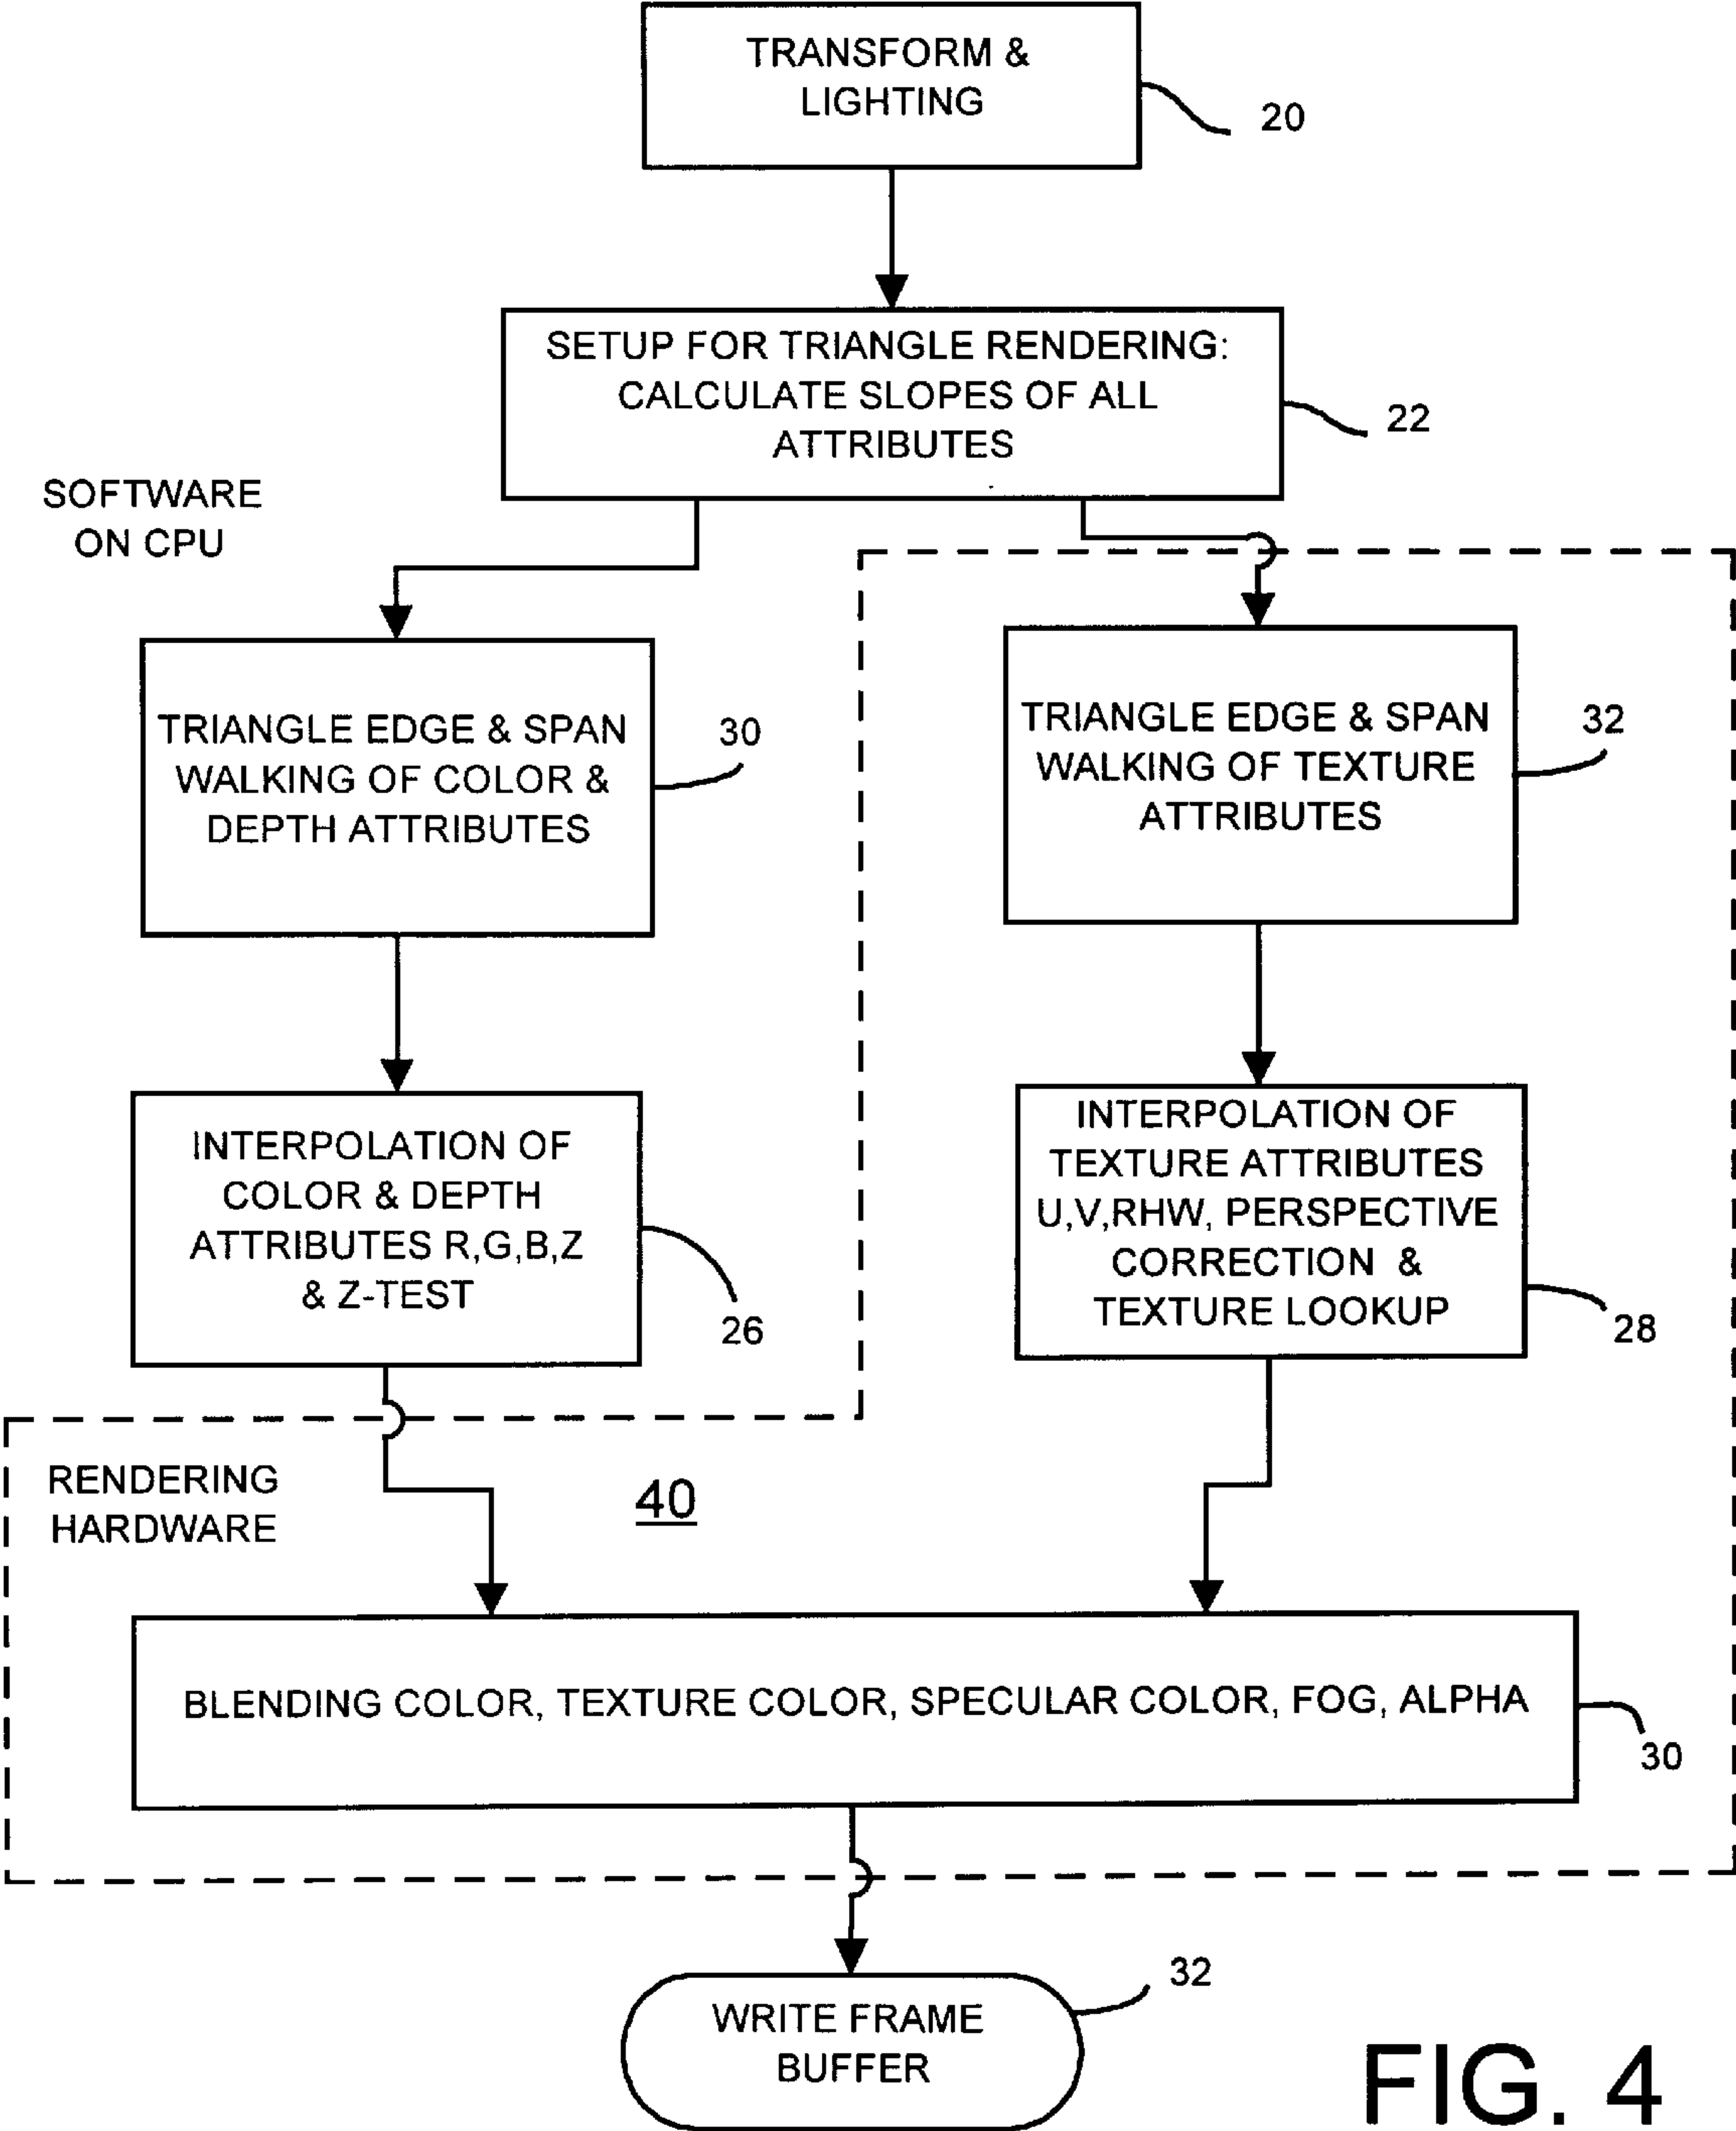 TRANSFORM &
LIGHTING
20
SETUP FOR TRIANGLE RENDERING:
CALCULATE SLOPES OF ALL
ATTRIBUTES
22
SOFTWARE
ON CPU
TRIANGLE EDGE & SPAN
WALKING OF COLOR &
DEPTH ATTRIBUTES
30
TRIANGLE EDGE & SPAN
WALKING OF TEXTURE
ATTRIBUTES
32
INTERPOLATION OF
COLOR & DEPTH
ATTRIBUTES R,G,B,Z
& Z-TEST
26
INTERPOLATION OF
TEXTURE ATTRIBUTES
U,V,RHW, PERSPECTIVE
CORRECTION &
TEXTURE LOOKUP
28
RENDERING
HARDWARE
40
BLENDING COLOR, TEXTURE COLOR, SPECULAR COLOR, FOG, ALPHA
30
WRITE FRAME
BUFFER
32
FIG. 4